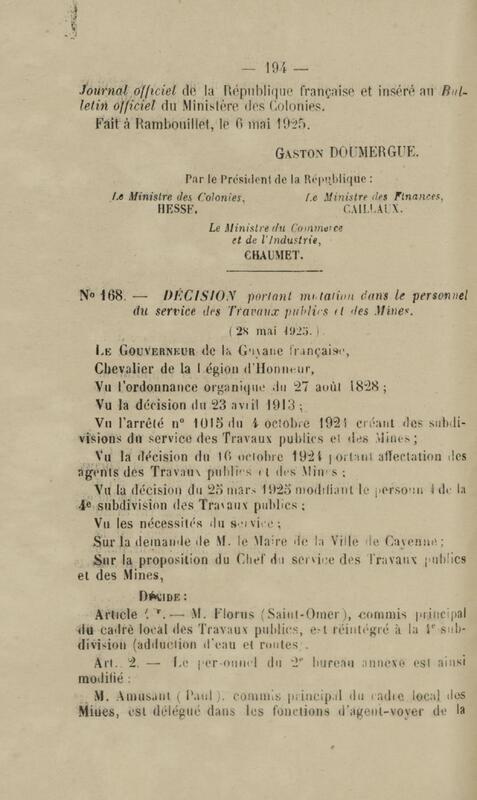 — 194 —
Journal officiel de la République française et inséré au Bul-
letin officiel du Ministère des Colonies.
Fait à Rambouillet, le 6 mai 1925.
GASTON DOUMERGUE.
Par le Président de la République :
Le Ministre des Colonies,
HESSE.
Le Ministre des Finances,
CAILLAUX.
Le Ministre du Commerce
et de l'Industrie,
CHAUMET.
No 168. — DÉCISION portant mutation dans le personnel
du service des Travaux publics et des Mines.
(28 mai 1925.)
LE GOUVERNEUR de la Guyane française,
Chevalier de la Légion d'Honneur,
Vu l'ordonnance organique du 27 août 1828 ;
Vu la décision du 23 avril 1913 ;
Vu l'arrêté n° 1015 du 4 octobre 1924 créant des subdi-
visions du service des Travaux publics et des Mines ;
Vu la décision du 16 octobre 1924 portant affectation des
agents des Travaux publics et des Mines ;
Vu la décision du 25 mars 1925 modifiant le personnel de la
4e subdivision des Travaux publics ;
Vu les nécessités du service ;
Sur la demande de M. le Maire de la Ville de Cayenne ;
Sur la proposition du Chef du service des Travaux publics
et des Mines,
DÉCIDE :
Article 1er. — M. Florus (Saint-Omer), commis principal
du cadre local des Travaux publics, est réintégré à la 4e sub-
division (adduction d'eau et routes).
Art. 2. — Le personnel du 2e bureau annexe est ainsi
modifié :
M. Amusant (Paul), commis principal du cadre local des
Mines, est délégué dans les fonctions d'agent-voyer de la